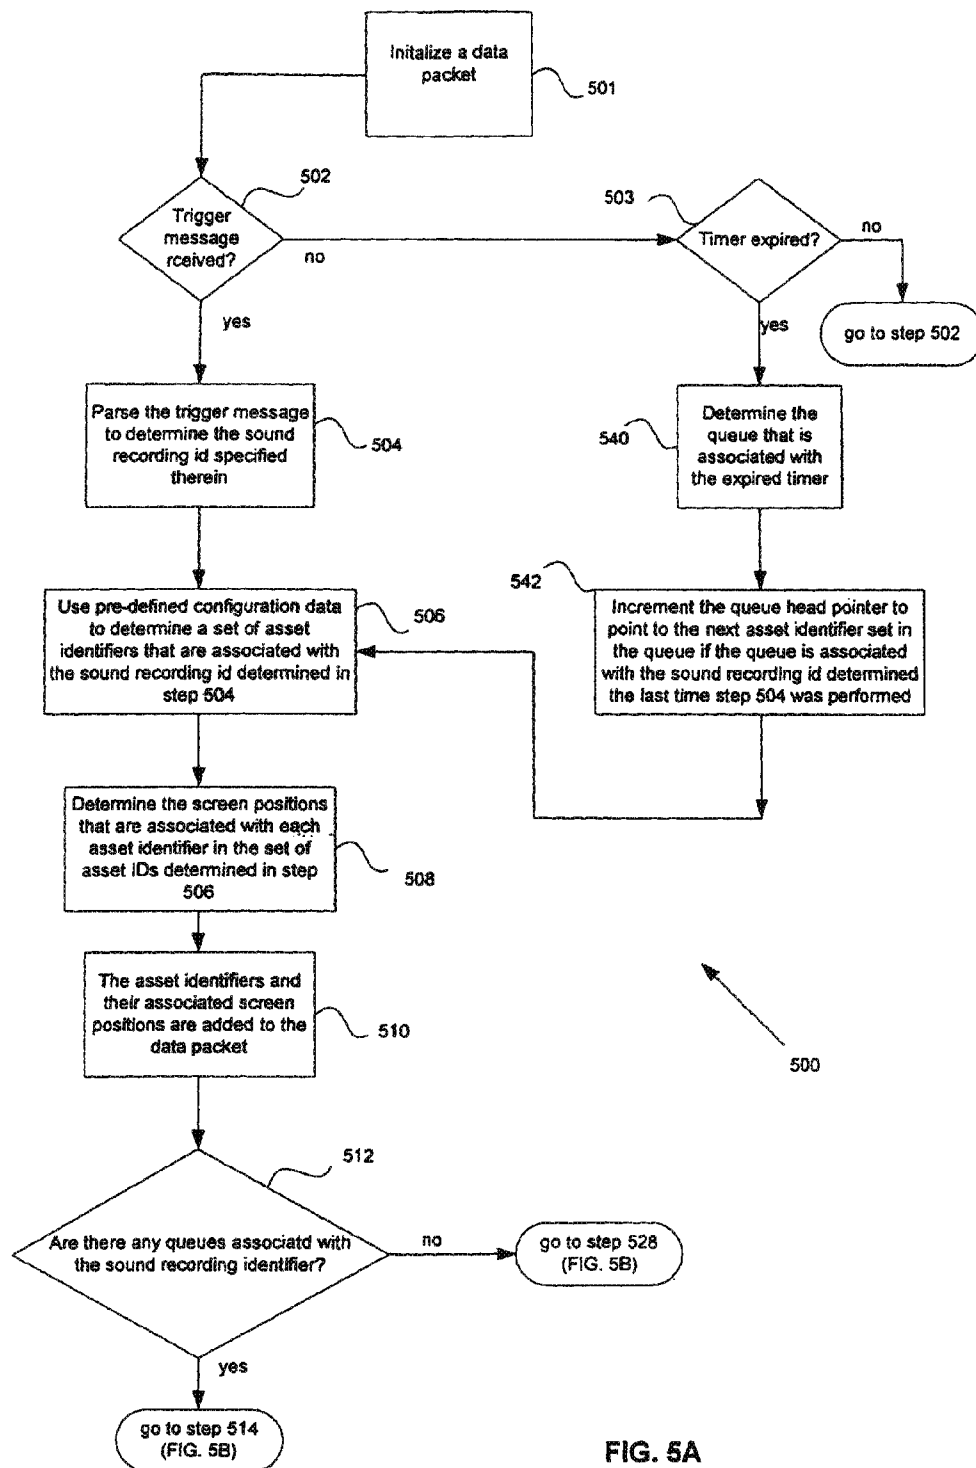 Initalize a data
packet
501
502
Trigger
message
rceived?
no
yes
503
Timer expired?
no
yes
go to step 502
Parse the trigger message
to determine the sound
recording id specified
therein
504
540
Determine the
queue that is
associated with
the expired timer
542
Use pre-defined configuration data
to determine a set of asset
identifiers that are associated with
the sound recording id determined in
step 504
506
Increment the queue head pointer to
point to the next asset identifier set in
the queue if the queue is associated
with the sound recording id determined
the last time step 504 was performed
Determine the screen positions
that are associated with each
asset identifier in the set of
asset IDs determined in step
506
508
The asset identifiers and
their associated screen
positions are added to the
data packet
510
500
512
Are there any queues associatd with
the sound recording identifier?
no
go to step 528
(FIG. 5B)
yes
go to step 514
(FIG. 5B)
FIG. 5A